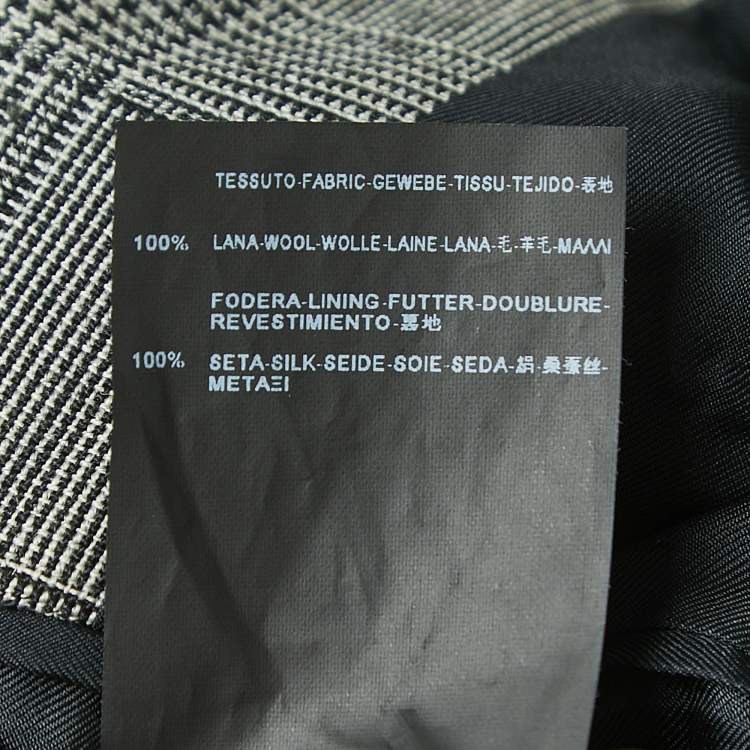 TESSUTO-FABRIC-GEWEBE-TISSU-TEJIDO-表地
100% LANA-WOOL-WOLLE-LAINE-LANA-毛-羊毛-ΜΑΛΛΙ
FODERA-LINING-FUTTER-DOUBLURE-
REVESTIMIENTO-裏地
100% SETA-SILK-SEIDE-SOIE-SEDA-絹-桑蚕丝-
ΜΕΤΑΞΙ